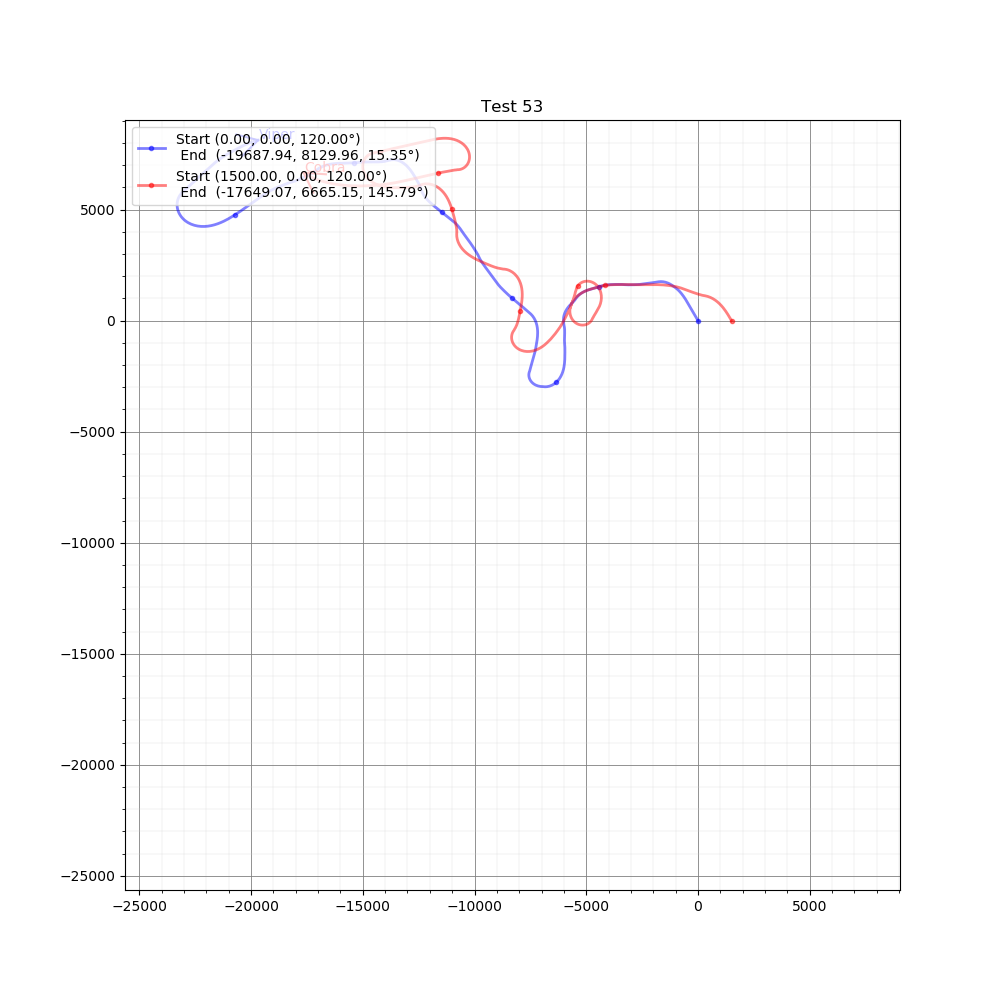 Test 53
Viper
Cobra
Start (0.00, 0.00, 120.00°)
End (-19687.94, 8129.96, 15.35°)
Start (1500.00, 0.00, 120.00°)
End (-17649.07, 6665.15, 145.79°)
5000
0
−5000
−10000
−15000
−20000
−25000
−25000 −20000 −15000 −10000 −5000 0 5000